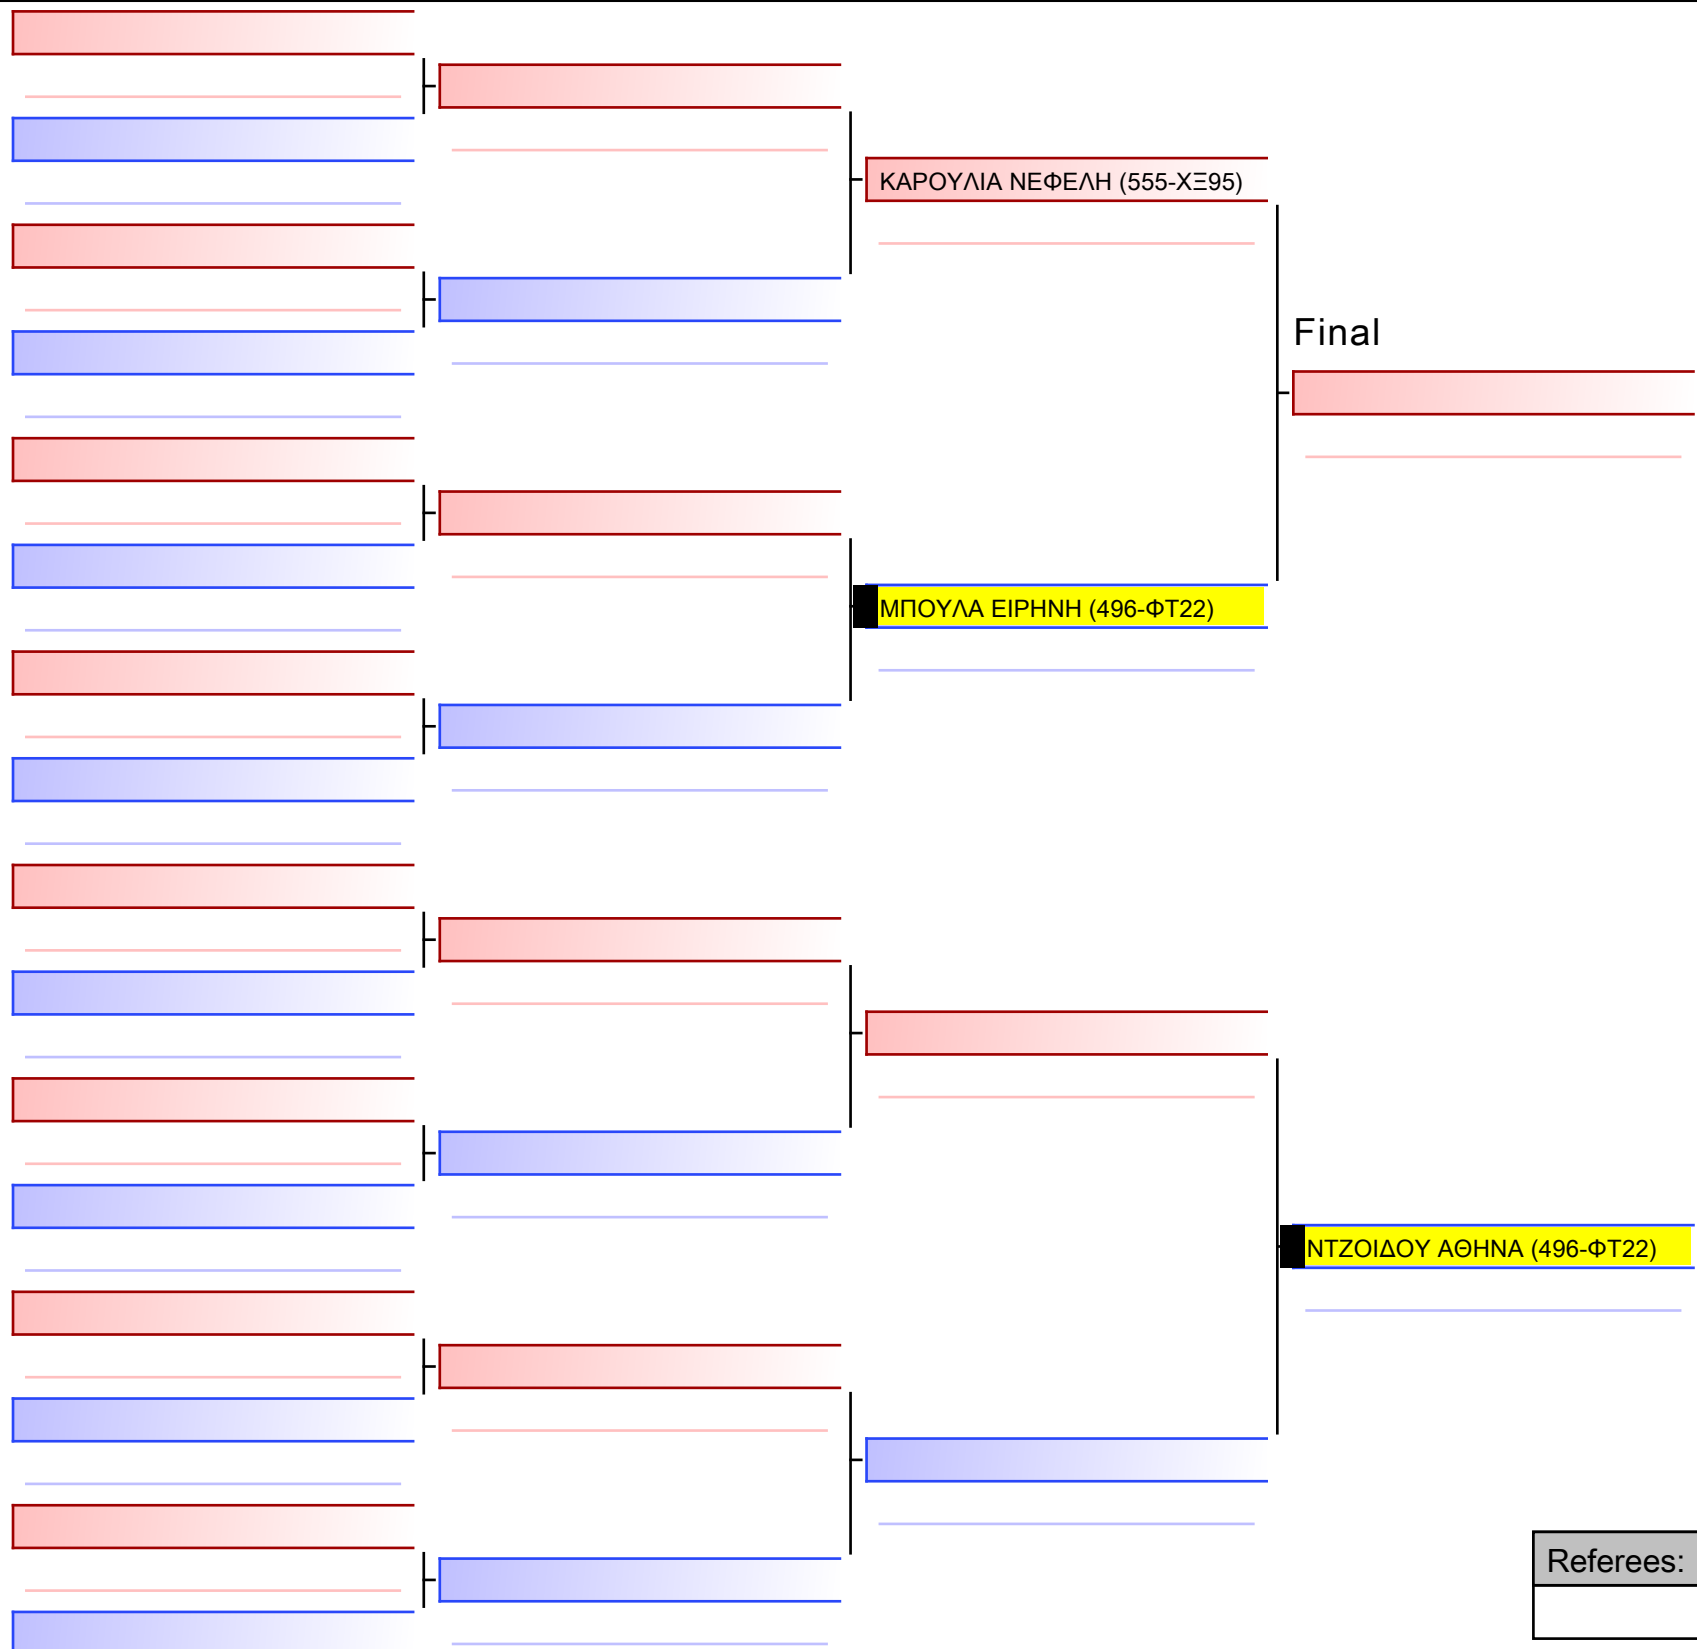 ΚΑΡΟΥΛΙΑ ΝΕΦΕΛΗ (555-ΧΞ95)
Final
ΜΠΟΥΛΑ ΕΙΡΗΝΗ (496-ΦΤ22)
ΝΤΖΟΙΔΟΥ ΑΘΗΝΑ (496-ΦΤ22)
Referees: